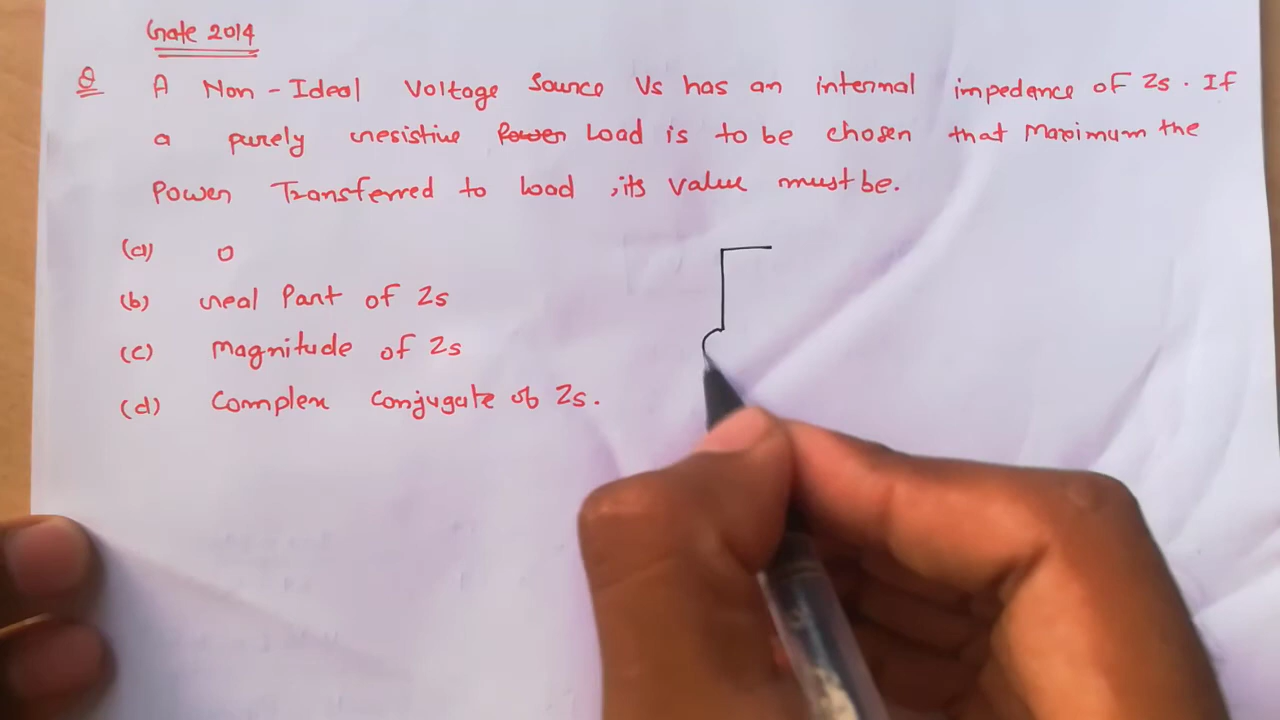 Gate 2014
Q A Non-Ideal Voltage Source Vs has an internal impedance of Zs. If
a purely resistive Power Load is to be chosen that Maximum the
Power Transferred to load, its value must be.
(a) 0
(b) real Part of Zs
(c) magnitude of Zs
(d) Complex Conjugate of Zs.